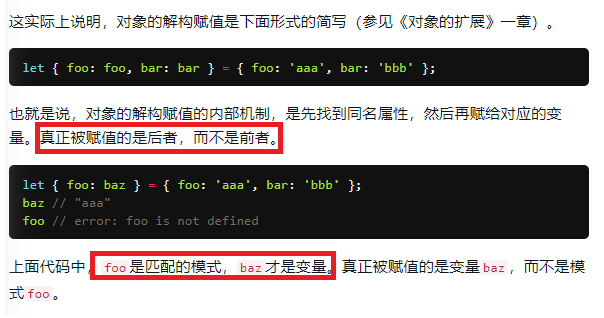 这实际上说明，对象的解构赋值是下面形式的简写（参见《对象的扩展》一章）。
let { foo: foo, bar: bar } = { foo: 'aaa', bar: 'bbb' };
也就是说，对象的解构赋值的内部机制，是先找到同名属性，然后再赋给对应的变
量。真正被赋值的是后者，而不是前者。
let { foo: baz } = { foo: 'aaa', bar: 'bbb' };
baz // "aaa"
foo // error: foo is not defined
上面代码中，foo是匹配的模式，baz才是变量。真正被赋值的是变量baz，而不是模
式foo。